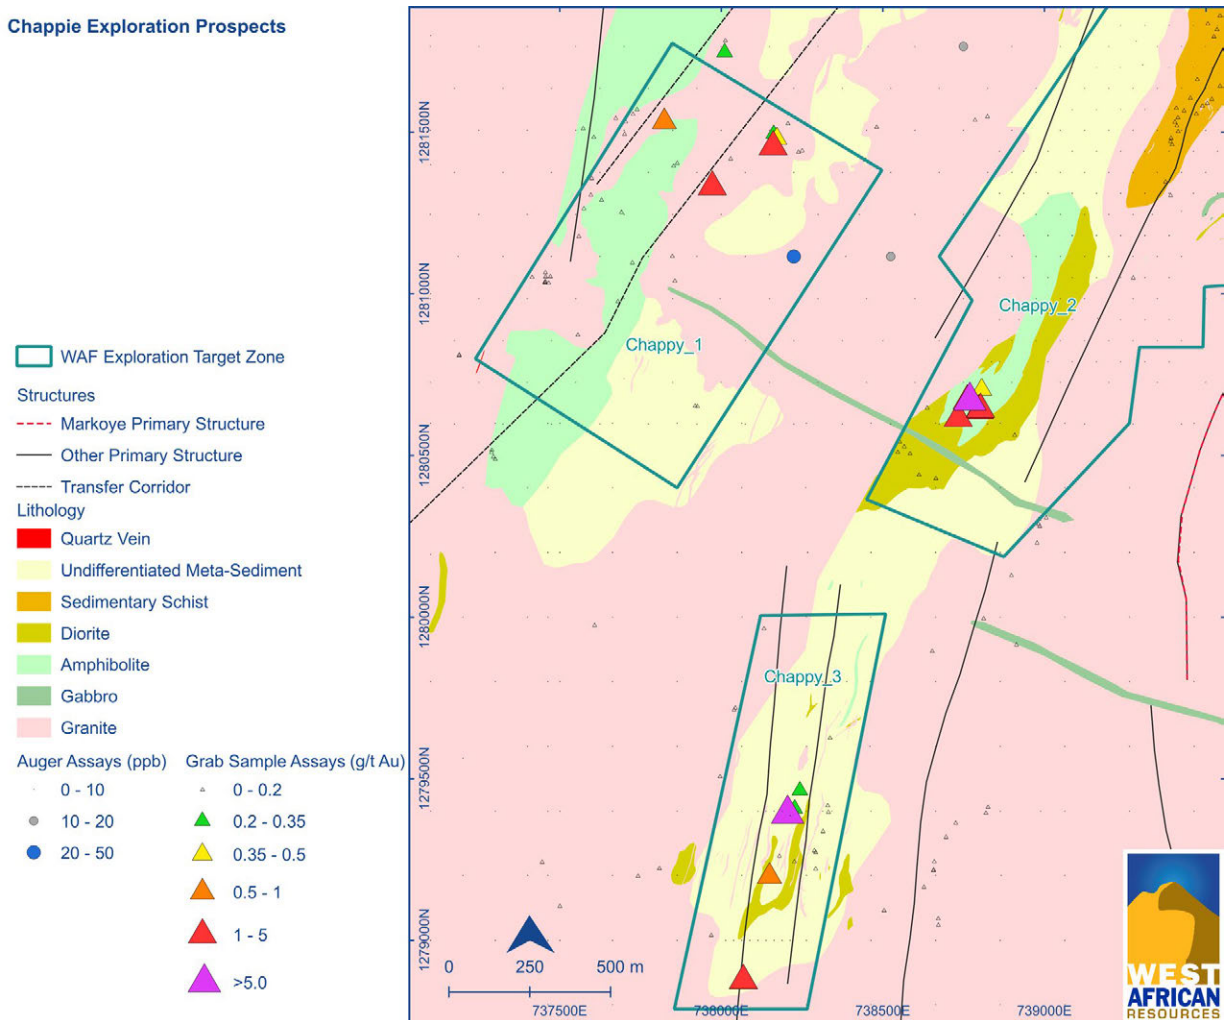 Chappie Exploration Prospects
WAF Exploration Target Zone
Structures
Markoye Primary Structure
Other Primary Structure
Transfer Corridor
Lithology
Quartz Vein
Undifferentiated Meta-Sediment
Sedimentary Schist
Diorite
Amphibolite
Gabbro
Granite
Auger Assays (ppb)
0 - 10
10 - 20
20 - 50
Grab Sample Assays (g/t Au)
0 - 0.2
0.2 - 0.35
0.35 - 0.5
0.5 - 1
1 - 5
>5.0
1281500N
1281000N
1280500N
1280000N
1279500N
1279000N
Chappy_1
Chappy_2
Chappy_3
0 250 500 m
737500E 738000E 738500E 739000E
WEST
AFRICAN
RESOURCES